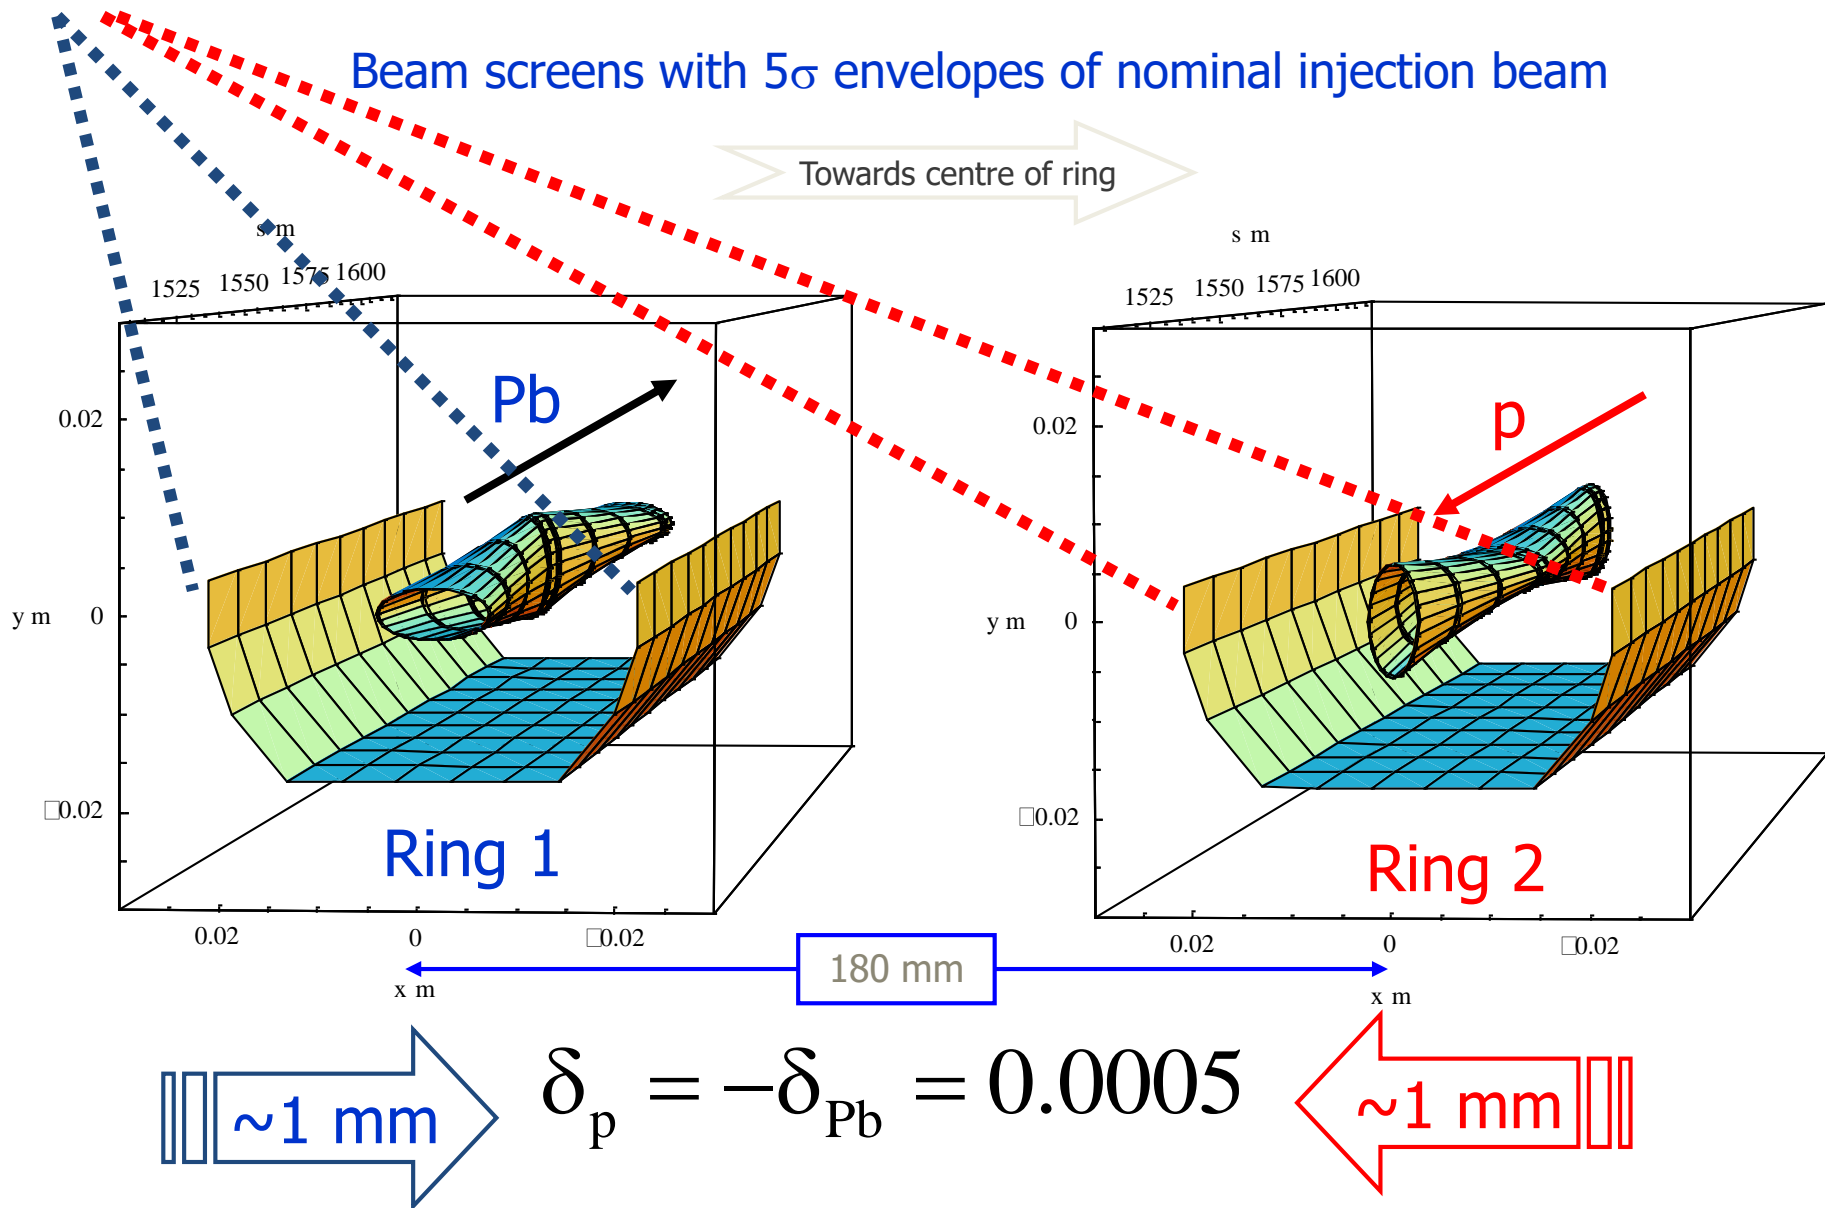 Beam screens with 5σ envelopes of nominal injection beam
Towards centre of ring
s m
1525 1550 1575 1600
Pb
0.02
y m 0
□0.02
Ring 1
0.02 0 □0.02
x m
s m
1525 1550 1575 1600
p
0.02
y m 0
□0.02
Ring 2
0.02 0 □0.02
x m
180 mm
~1 mm
δp = −δPb = 0.0005
~1 mm